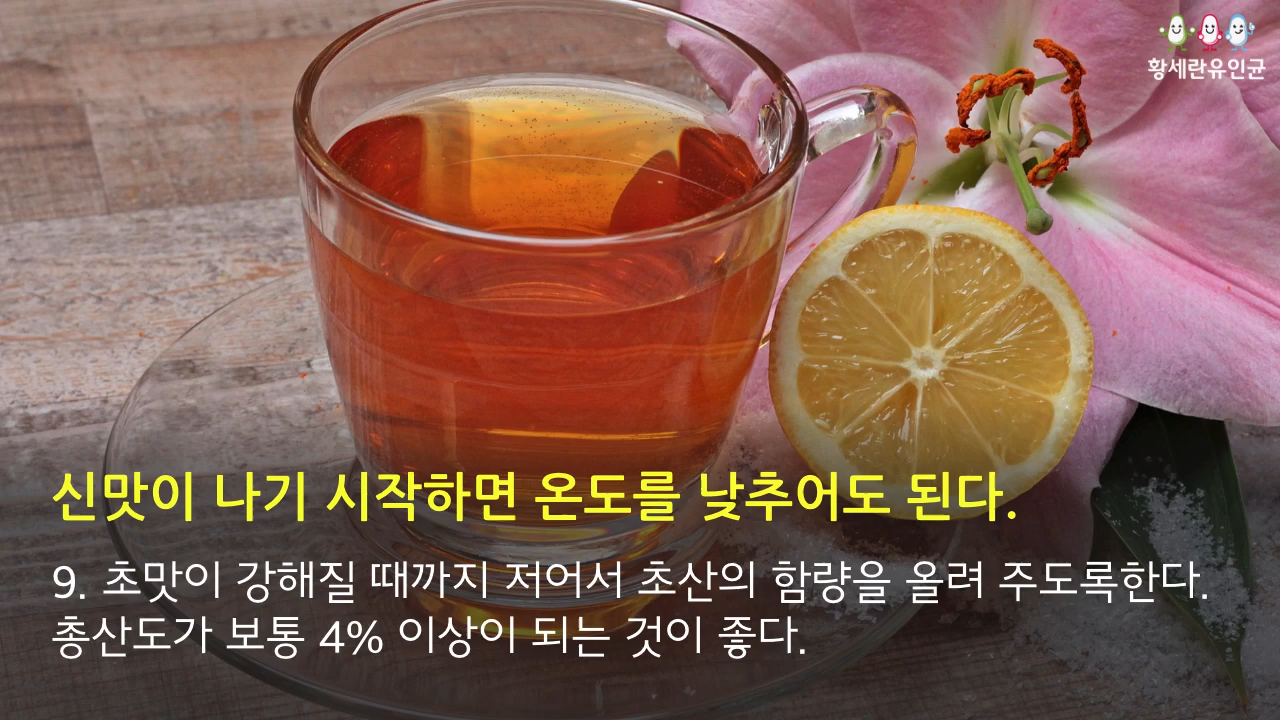 황세란유인균
신맛이 나기 시작하면 온도를 낮추어도 된다.
9. 초맛이 강해질 때까지 저어서 초산의 함량을 올려 주도록한다.
총산도가 보통 4% 이상이 되는 것이 좋다.